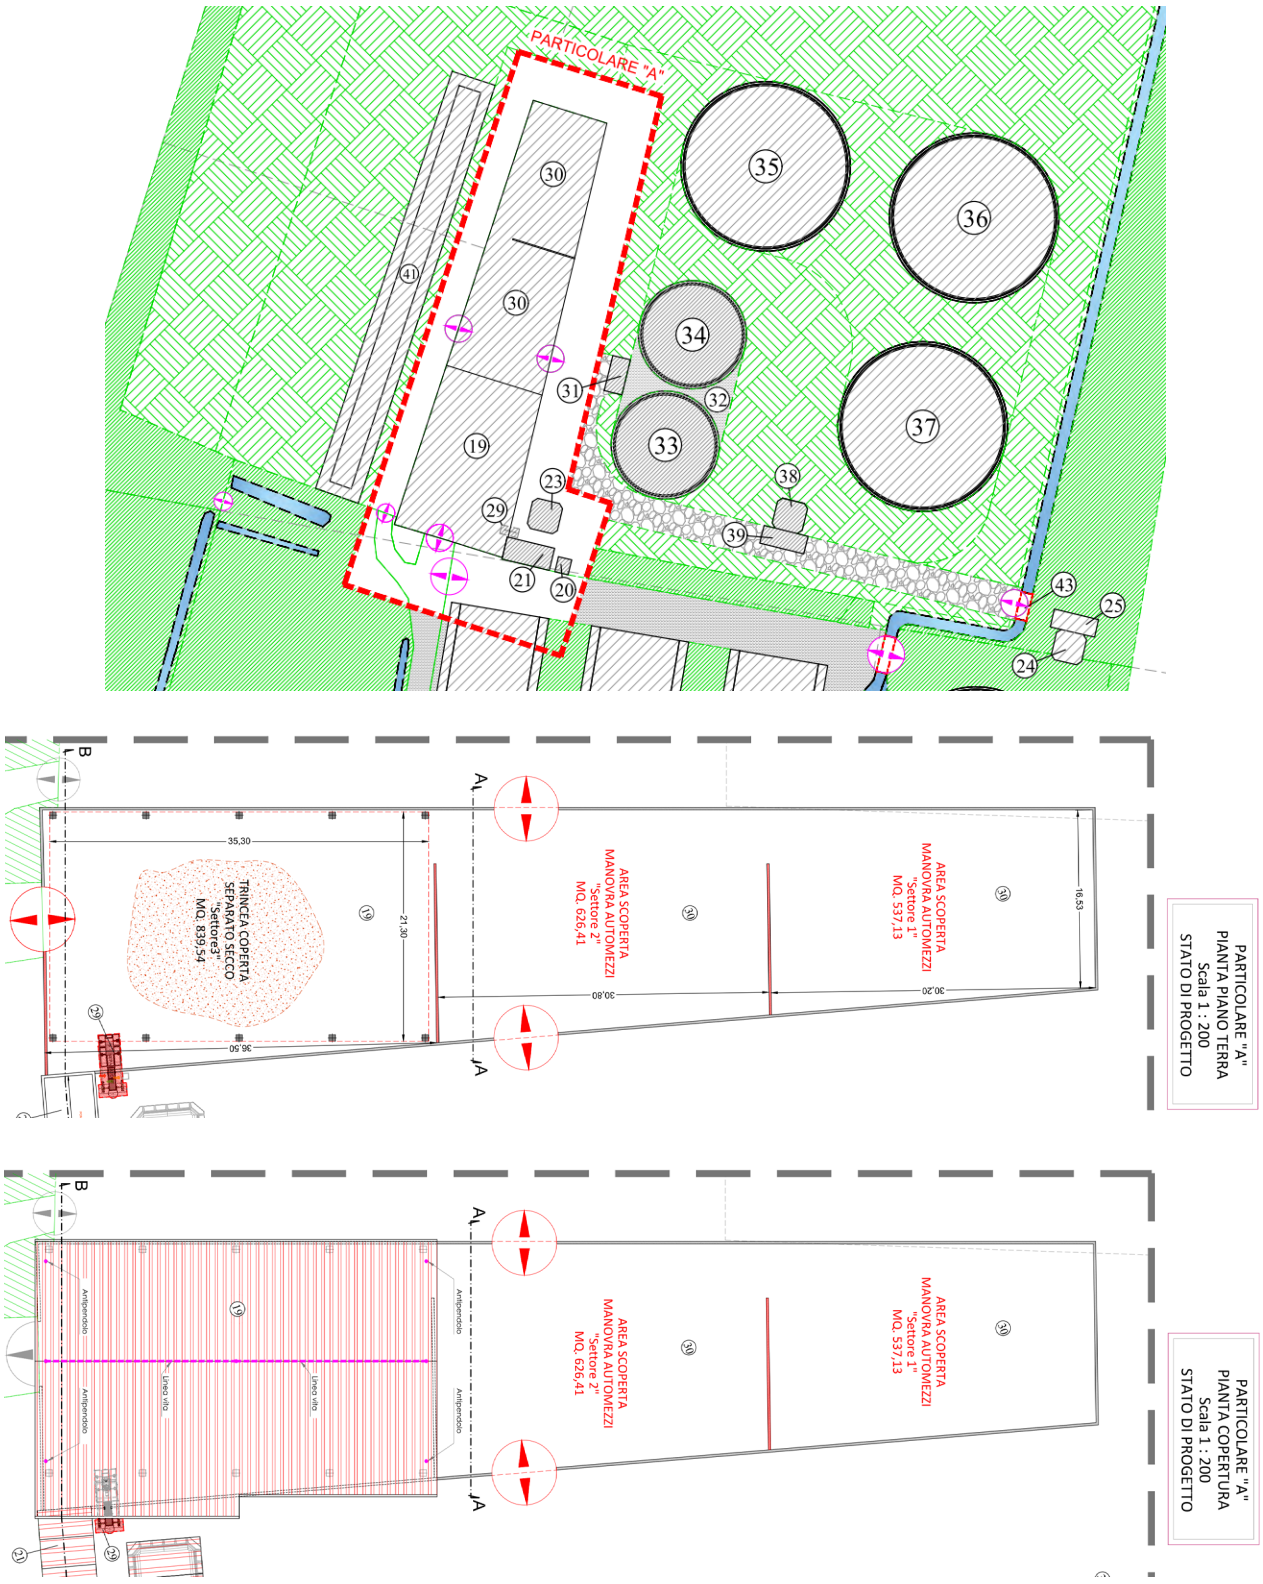 PARTICOLARE "A"
30
35
36
41
30
34
31
32
37
19
33
38
23
29
39
21
20
43
25
24
B
A
35,30
TRINCEA COPERTA
SEPARATO SECCO
"Settore3"
MQ. 839,54
19
21,30
AREA SCOPERTA
MANOVRA AUTOMEZZI
"Settore 2"
MQ. 626,41
30
AREA SCOPERTA
MANOVRA AUTOMEZZI
"Settore 1"
MQ. 537,13
30
16,53
30,80
30,20
36,50
29
A
PARTICOLARE "A"
PIANTA PIANO TERRA
Scala 1 : 200
STATO DI PROGETTO
B
A
Antipendolo
Antipendolo
19
Linea vita
Linea vita
Antipendolo
Antipendolo
AREA SCOPERTA
MANOVRA AUTOMEZZI
"Settore 2"
MQ. 626,41
30
AREA SCOPERTA
MANOVRA AUTOMEZZI
"Settore 1"
MQ. 537,13
30
A
21
29
PARTICOLARE "A"
PIANTA COPERTURA
Scala 1 : 200
STATO DI PROGETTO